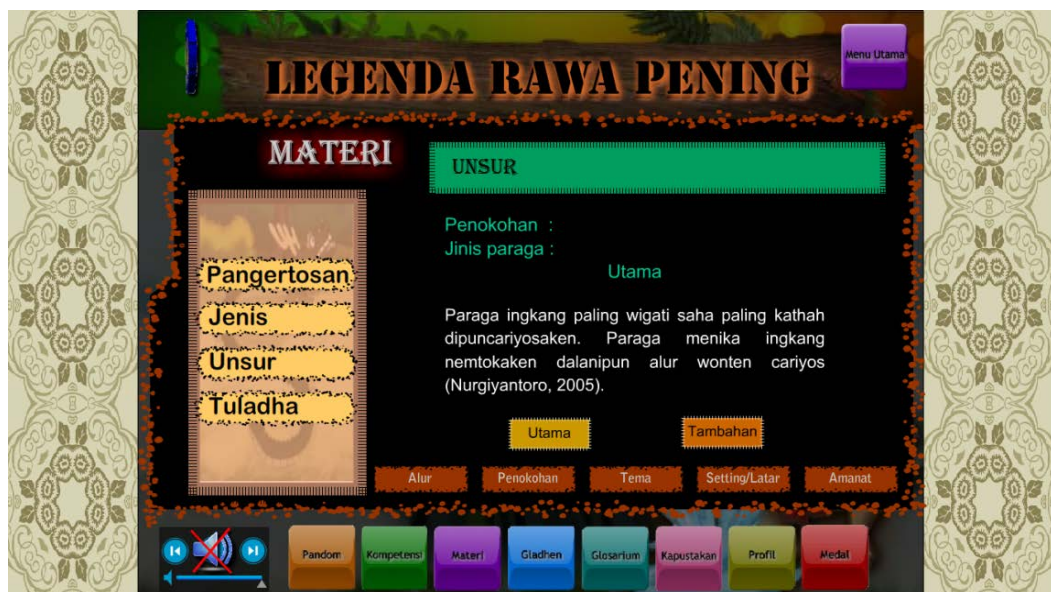 LEGENDA RAWA PENING
Menu Utama
MATERI
UNSUR
Pangertosan
Jenis
Unsur
Tuladha
Penokohan :
Jinis paraga :
Utama
Paraga ingkang paling wigati saha paling kathah
dipuncariyosaken. Paraga menika ingkang
nemtokaken dalanipun alur wonten cariyos
(Nurgiyantoro, 2005).
Utama Tambahan
Alur Penokohan Tema Setting/Latar Amanat
Pandom Kompetensi Materi Gladhen Glosarium Kapustakan Profil Medal